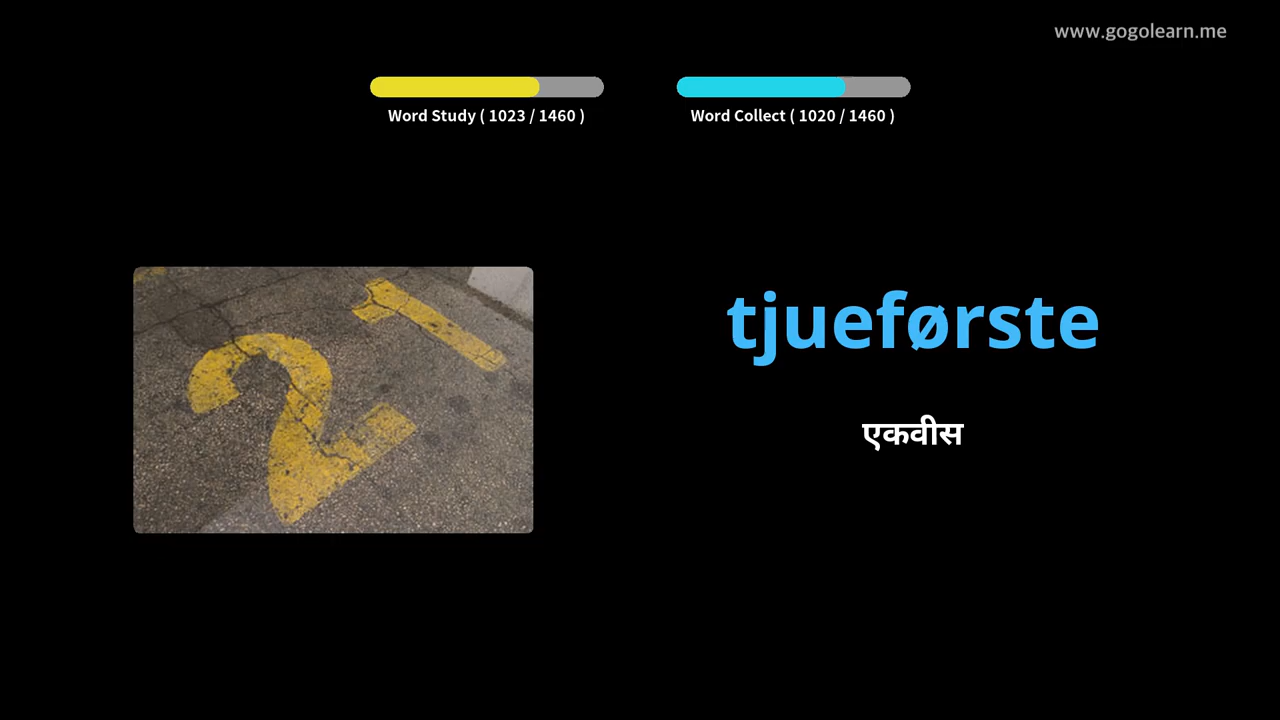 www.gogolearn.me
Word Study ( 1023 / 1460 )
Word Collect ( 1020 / 1460 )
21
tjueførste
एकवीस